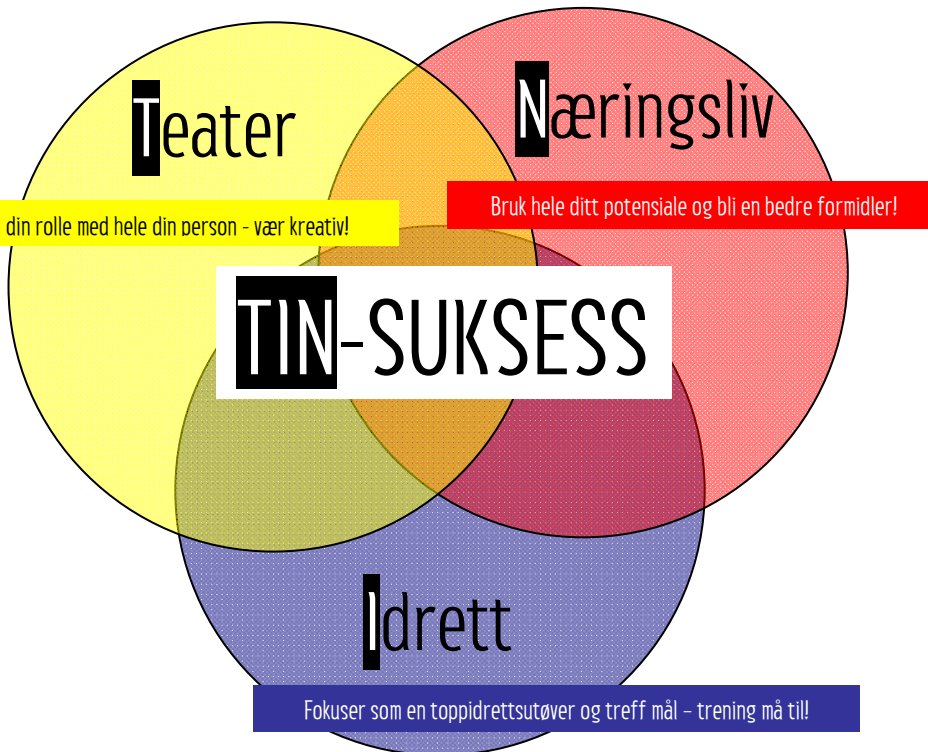 Teater
Næringsliv
din rolle med hele din person - vær kreativ!
Bruk hele ditt potensiale og bli en bedre formidler!
TIN-SUKSESS
Idrett
Fokuser som en toppidrettsutøver og treff mål – trening må til!